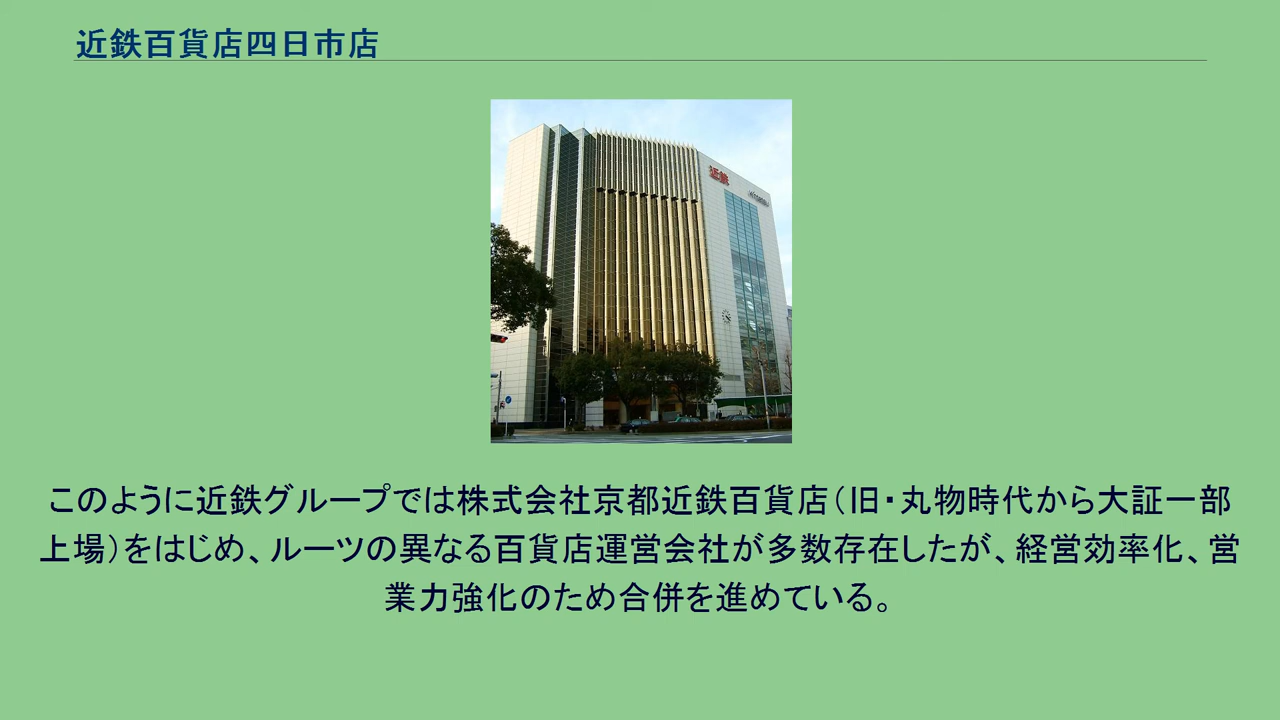 近鉄百貨店四日市店
近鉄
このように近鉄グループでは株式会社京都近鉄百貨店（旧・丸物時代から大証一部
上場）をはじめ、ルーツの異なる百貨店運営会社が多数存在したが、経営効率化、営
業力強化のため合併を進めている。